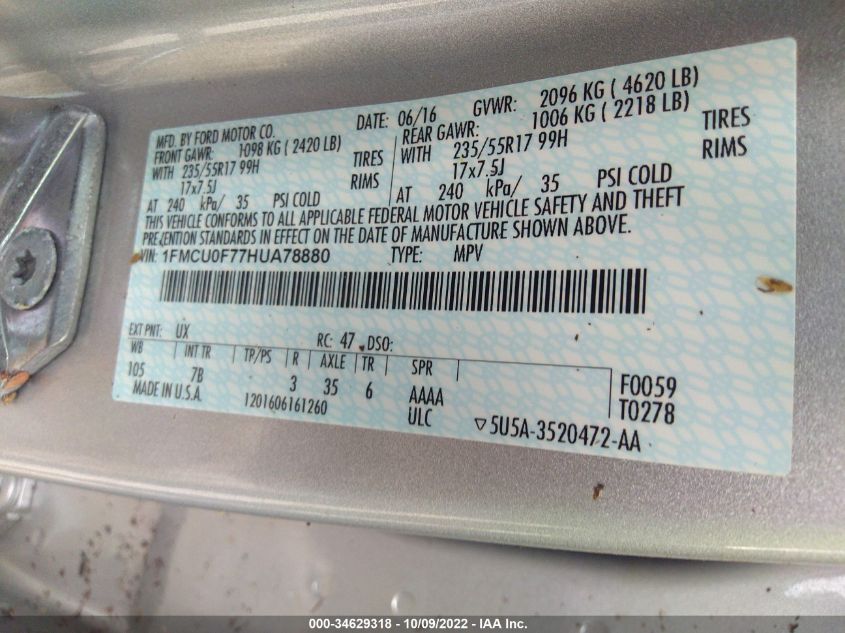 MFD. BY FORD MOTOR CO. DATE: 06/16 GVWR: 2096 KG ( 4620 LB)
FRONT GAWR: 1098 KG ( 2420 LB) REAR GAWR: 1006 KG ( 2218 LB)
WITH 235/55R17 99H TIRES WITH 235/55R17 99H TIRES
17x7.5J RIMS 17x7.5J RIMS
AT 240 kPa/ 35 PSI COLD AT 240 kPa/ 35 PSI COLD
THIS VEHICLE CONFORMS TO ALL APPLICABLE FEDERAL MOTOR VEHICLE SAFETY AND THEFT
PREVENTION STANDARDS IN EFFECT ON THE DATE OF MANUFACTURE SHOWN ABOVE.
VIN: 1FMCU0F77HUA78880 TYPE: MPV
EXT PNT: UX RC: 47 DSO:
WB INT TR TP/PS R AXLE TR SPR
105 7B 3 35 6 AAAA F0059
MADE IN U.S.A. 1201606161260 ULC T0278
▽5U5A-3520472-AA
000-34629318 - 10/09/2022 - IAA Inc.